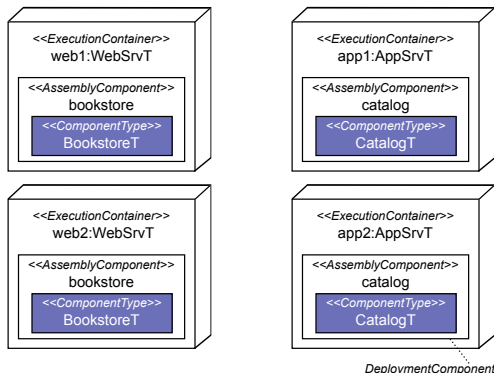 <<ExecutionContainer>>
web1:WebSrvT
<<AssemblyComponent>>
bookstore
<<ComponentType>>
BookstoreT
<<ExecutionContainer>>
app1:AppSrvT
<<AssemblyComponent>>
catalog
<<ComponentType>>
CatalogT
<<ExecutionContainer>>
web2:WebSrvT
<<AssemblyComponent>>
bookstore
<<ComponentType>>
BookstoreT
<<ExecutionContainer>>
app2:AppSrvT
<<AssemblyComponent>>
catalog
<<ComponentType>>
CatalogT
DeploymentComponent